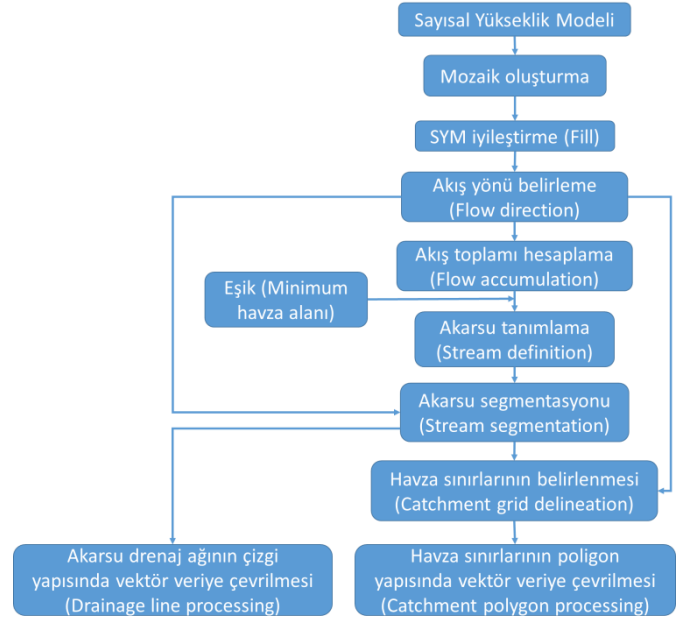 Sayısal Yükseklik Modeli
Mozaik oluşturma
SYM iyileştirme (Fill)
Akış yönü belirleme
(Flow direction)
Akış toplamı hesaplama
(Flow accumulation)
Eşik (Minimum
havza alanı)
Akarsu tanımlama
(Stream definition)
Akarsu segmentasyonu
(Stream segmentation)
Havza sınırlarının belirlenmesi
(Catchment grid delineation)
Akarsu drenaj ağının çizgi
yapısında vektör veriye çevrilmesi
(Drainage line processing)
Havza sınırlarının poligon
yapısında vektör veriye çevrilmesi
(Catchment polygon processing)